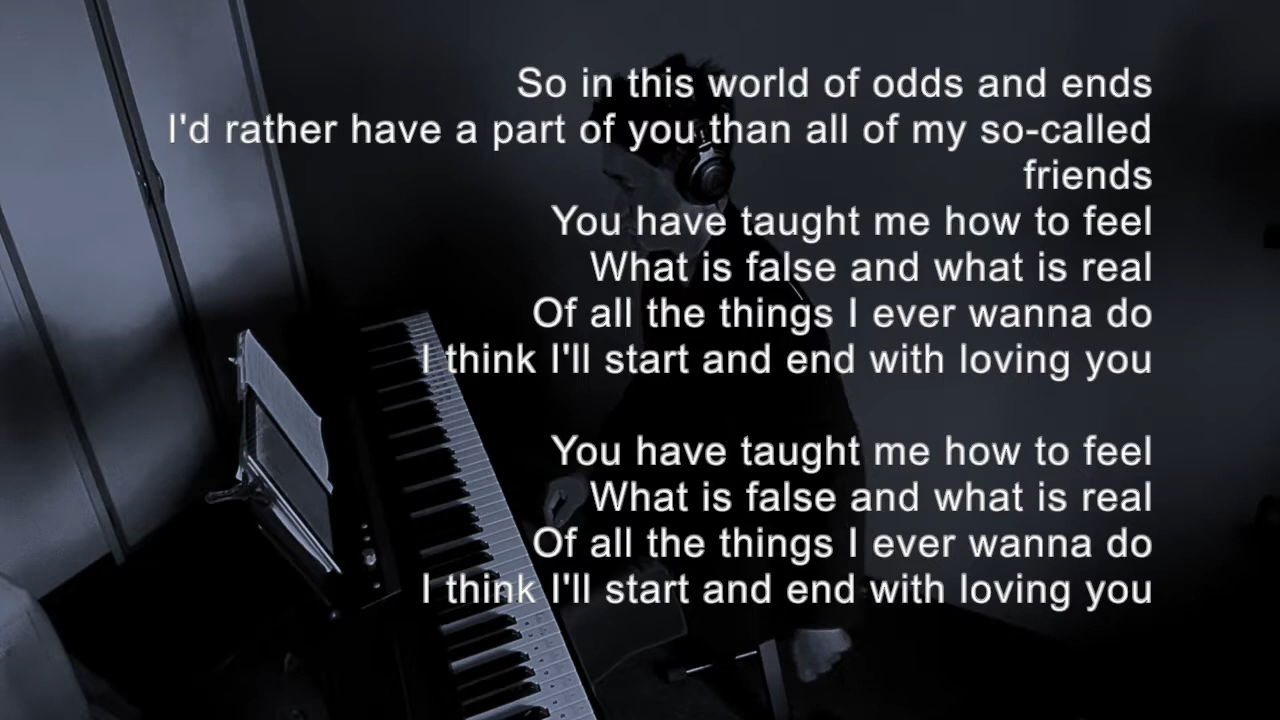 So in this world of odds and ends
I'd rather have a part of you than all of my so-called
friends
You have taught me how to feel
What is false and what is real
Of all the things I ever wanna do
I think I'll start and end with loving you
You have taught me how to feel
What is false and what is real
Of all the things I ever wanna do
I think I'll start and end with loving you